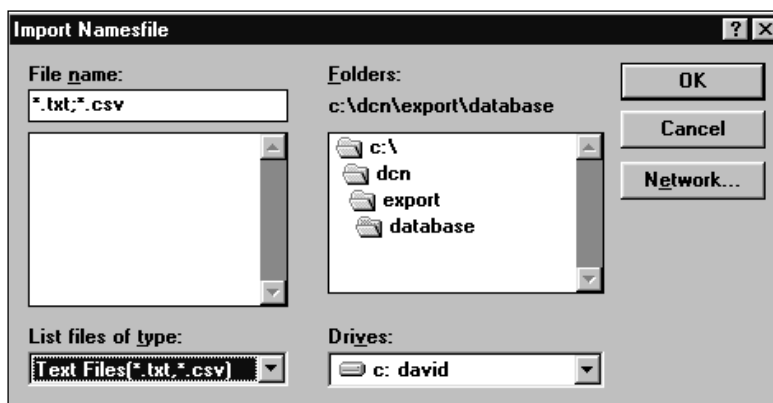 Import Namesfile
File name:
*.txt;*.csv
Folders:
c:\dcn\export\database
c:\
dcn
export
database
OK
Cancel
Network...
List files of type:
Text Files(*.txt,*.csv)
Drives:
c: david